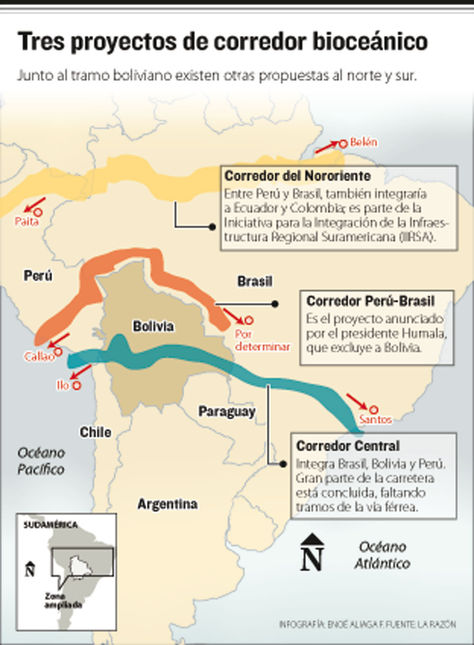 Tres proyectos de corredor bioceánico
Junto al tramo boliviano existen otras propuestas al norte y sur.
Belén
Corredor del Nororiente
Entre Perú y Brasil, también integraría
a Ecuador y Colombia; es parte de la
Iniciativa para la Integración de la Infraes-
tructura Regional Suramericana (IIRSA).
Paita
Perú
Brasil
Corredor Perú-Brasil
Es el proyecto anunciado
por el presidente Humala,
que excluye a Bolivia.
Bolivia
Por
determinar
Callao
Ilo
Paraguay
Santos
Chile
Corredor Central
Integra Brasil, Bolivia y Perú.
Gran parte de la carretera
está concluida, faltando
tramos de la vía férrea.
Océano
Pacífico
Argentina
SUDAMÉRICA
N
Zona
ampliada
N
Océano
Atlántico
INFOGRAFÍA: ENOÉ ALIAGA F. FUENTE: LA RAZÓN